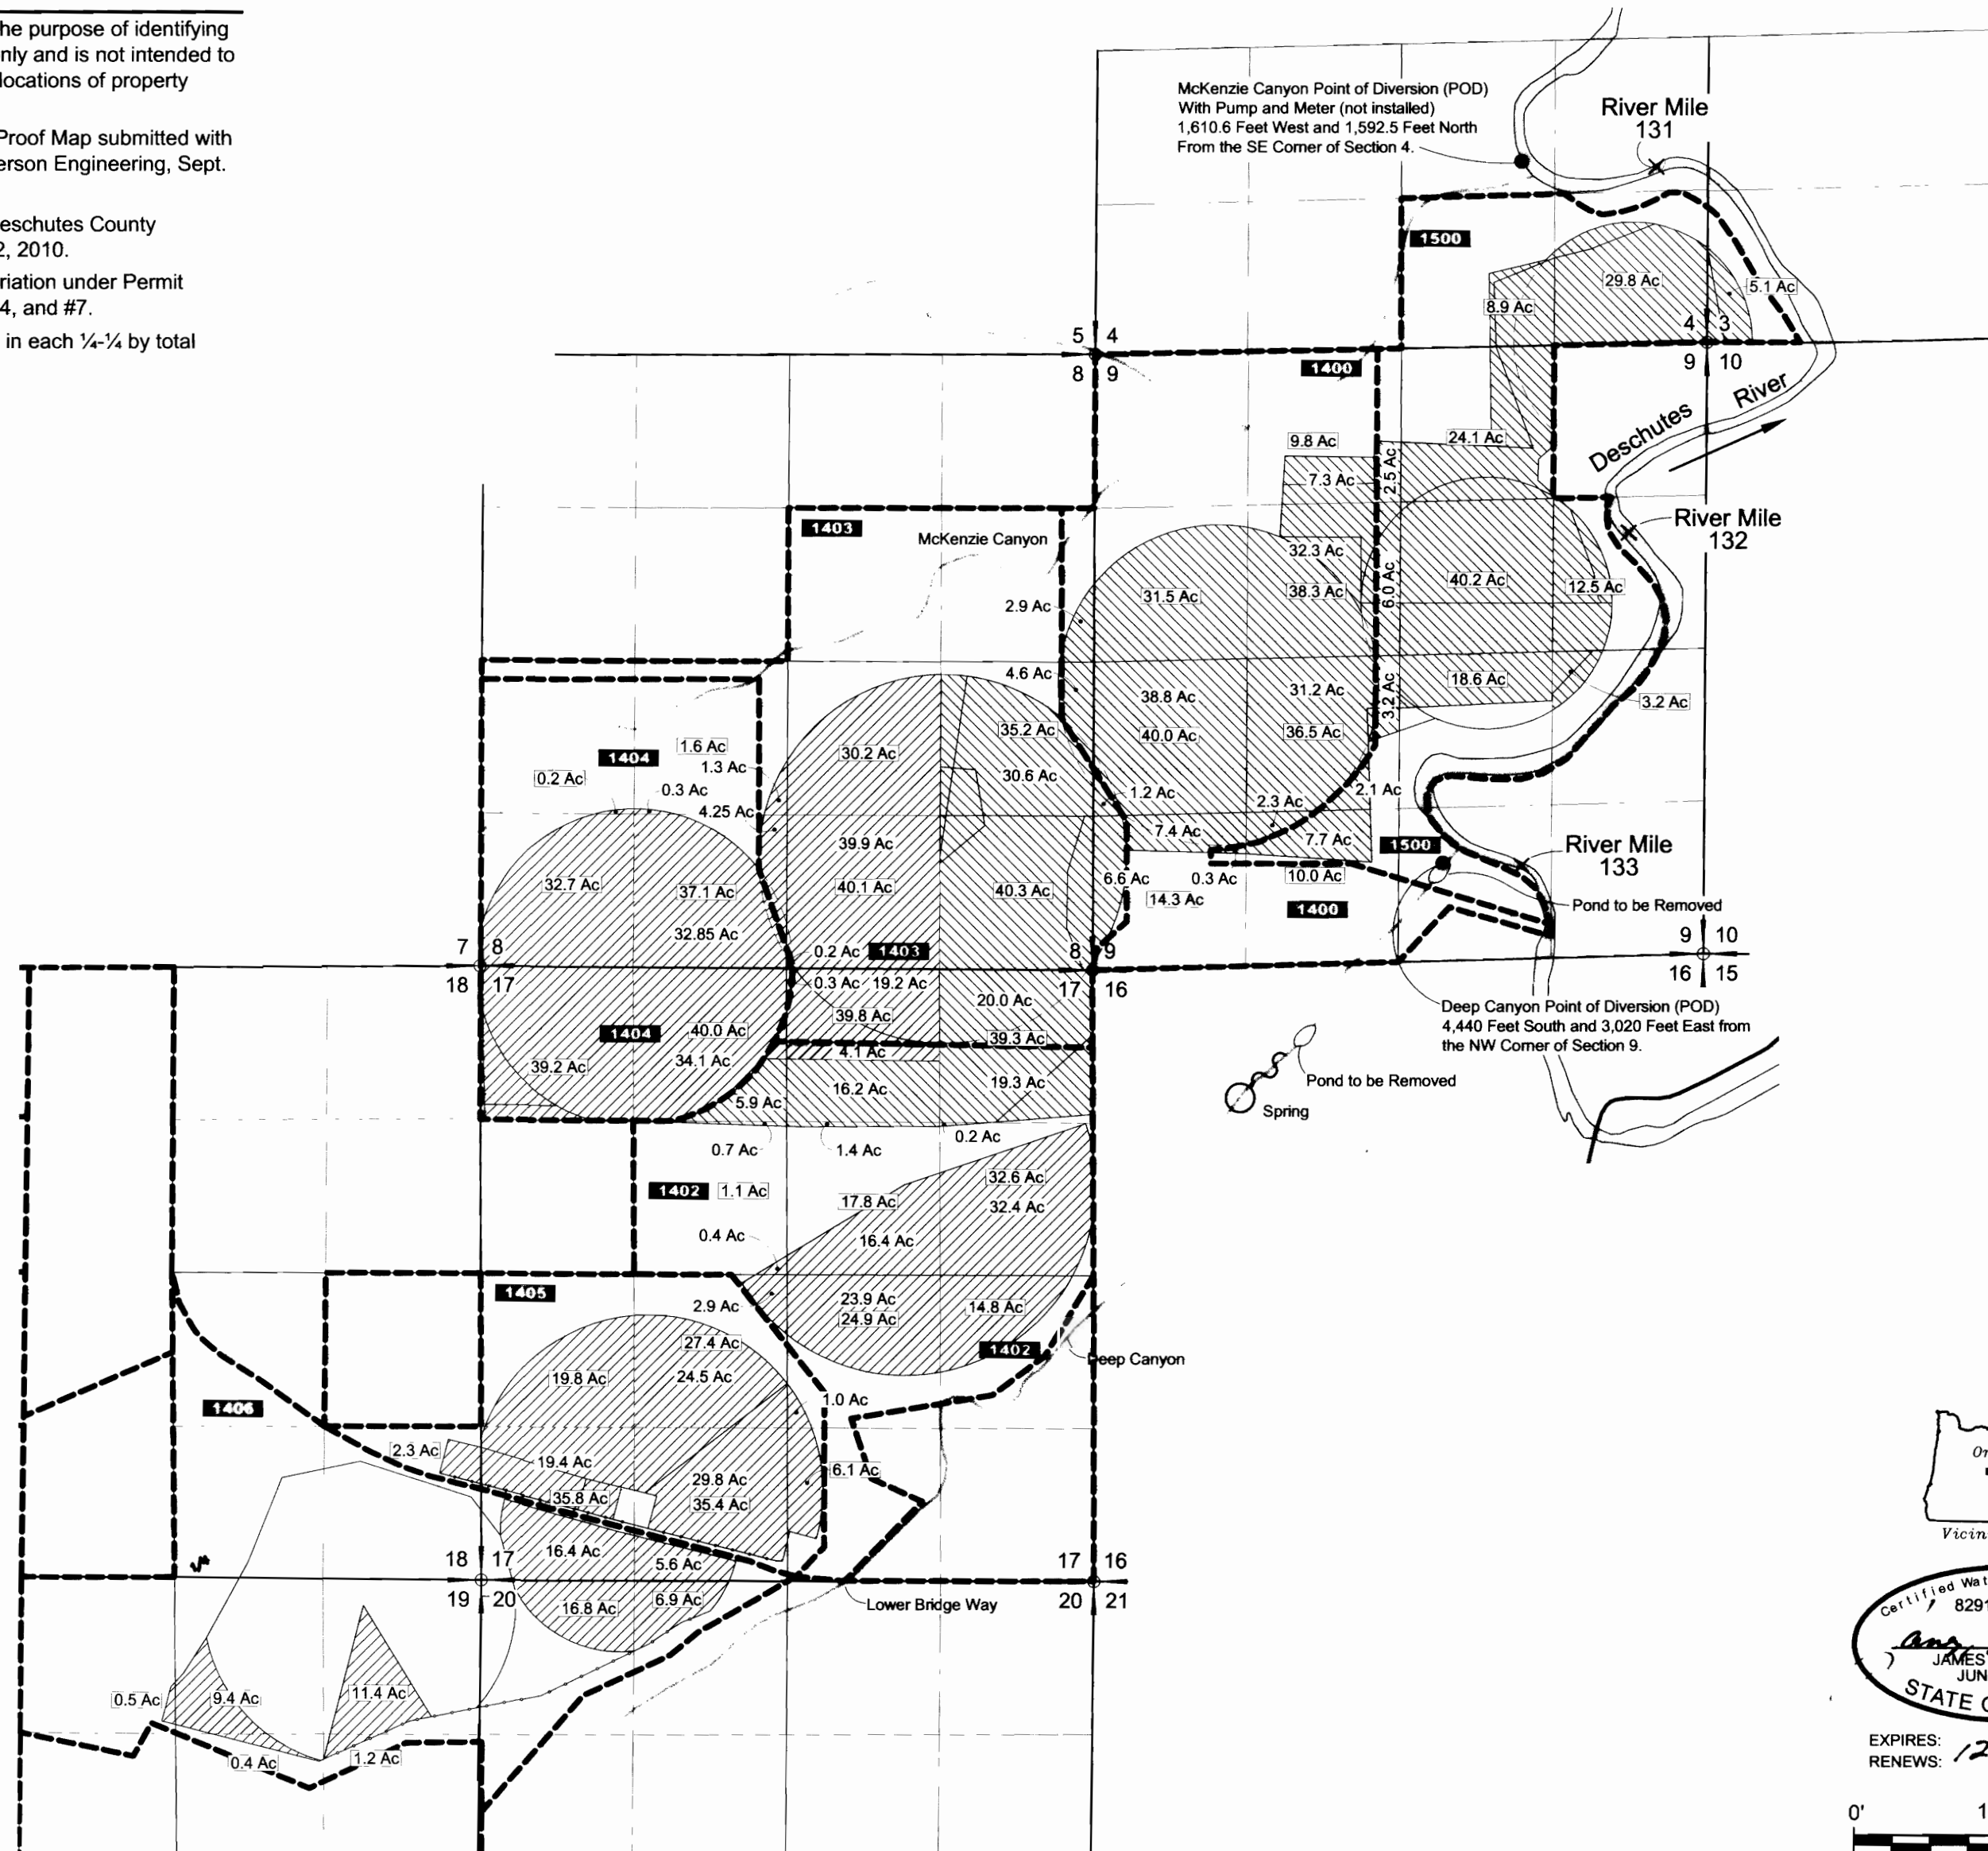 he purpose of identifying
nly and is not intended to
locations of property
Proof Map submitted with
erson Engineering, Sept.
eschutes County
2, 2010.
riation under Permit
4, and #7.
in each ¼-¼ by total
McKenzie Canyon Point of Diversion (POD)
With Pump and Meter (not installed)
1,610.6 Feet West and 1,592.5 Feet North
From the SE Corner of Section 4.
River Mile
131
1500
29.8 Ac
5.1 Ac
8.9 Ac
5 4
4 3
8 9
9 10
1400
Deschutes River
9.8 Ac
24.1 Ac
7.3 Ac
2.5 Ac
1403
McKenzie Canyon
River Mile
132
32.3 Ac
31.5 Ac
38.3 Ac
6.0 Ac
40.2 Ac
12.5 Ac
2.9 Ac
4.6 Ac
38.8 Ac
31.2 Ac
3.2 Ac
18.6 Ac
3.2 Ac
40.0 Ac
36.5 Ac
35.2 Ac
1404
1.6 Ac
30.2 Ac
1.3 Ac
0.2 Ac
30.6 Ac
0.3 Ac
1.2 Ac
2.3 Ac
2.1 Ac
4.25 Ac
7.4 Ac
7.7 Ac
39.9 Ac
1500
River Mile
133
32.7 Ac
37.1 Ac
40.1 Ac
40.3 Ac
6.6 Ac
0.3 Ac
10.0 Ac
14.3 Ac
1400
Pond to be Removed
32.85 Ac
0.2 Ac
1403
7 8
8 9
9 10
18 17
0.3 Ac
19.2 Ac
17 16
16 15
20.0 Ac
39.8 Ac
Deep Canyon Point of Diversion (POD)
4,440 Feet South and 3,020 Feet East from
the NW Corner of Section 9.
1404
40.0 Ac
39.3 Ac
4.1 Ac
39.2 Ac
34.1 Ac
16.2 Ac
19.3 Ac
5.9 Ac
Pond to be Removed
Spring
0.7 Ac
1.4 Ac
0.2 Ac
1402
1.1 Ac
32.6 Ac
17.8 Ac
32.4 Ac
0.4 Ac
16.4 Ac
1405
2.9 Ac
23.9 Ac
24.9 Ac
14.8 Ac
27.4 Ac
1402
Deep Canyon
19.8 Ac
24.5 Ac
1.0 Ac
1406
2.3 Ac
19.4 Ac
29.8 Ac
6.1 Ac
35.8 Ac
35.4 Ac
16.4 Ac
5.6 Ac
18 17
17 16
19 20
20 21
16.8 Ac
6.9 Ac
Lower Bridge Way
0.5 Ac
9.4 Ac
11.4 Ac
0.4 Ac
1.2 Ac
Or
Vicin
Certified Wat
8291
JAMES
JUN
STATE O
EXPIRES:
RENEWS: 12
0' 1